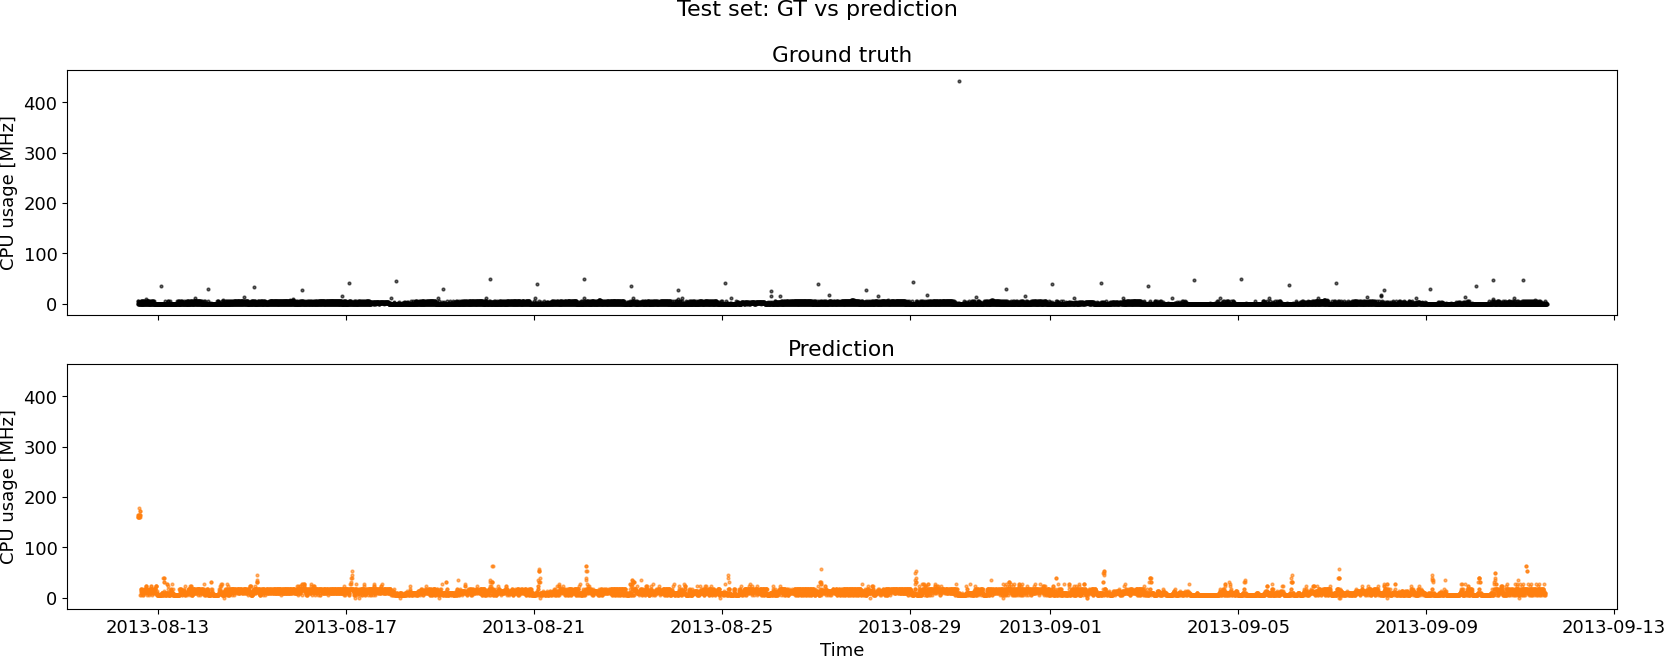 Test set: GT vs prediction
Ground truth
CPU usage [MHz]
400
300
200
100
0
Prediction
CPU usage [MHz]
400
300
200
100
0
2013-08-13 2013-08-17 2013-08-21 2013-08-25 2013-08-29 2013-09-01 2013-09-05 2013-09-09 2013-09-13
Time